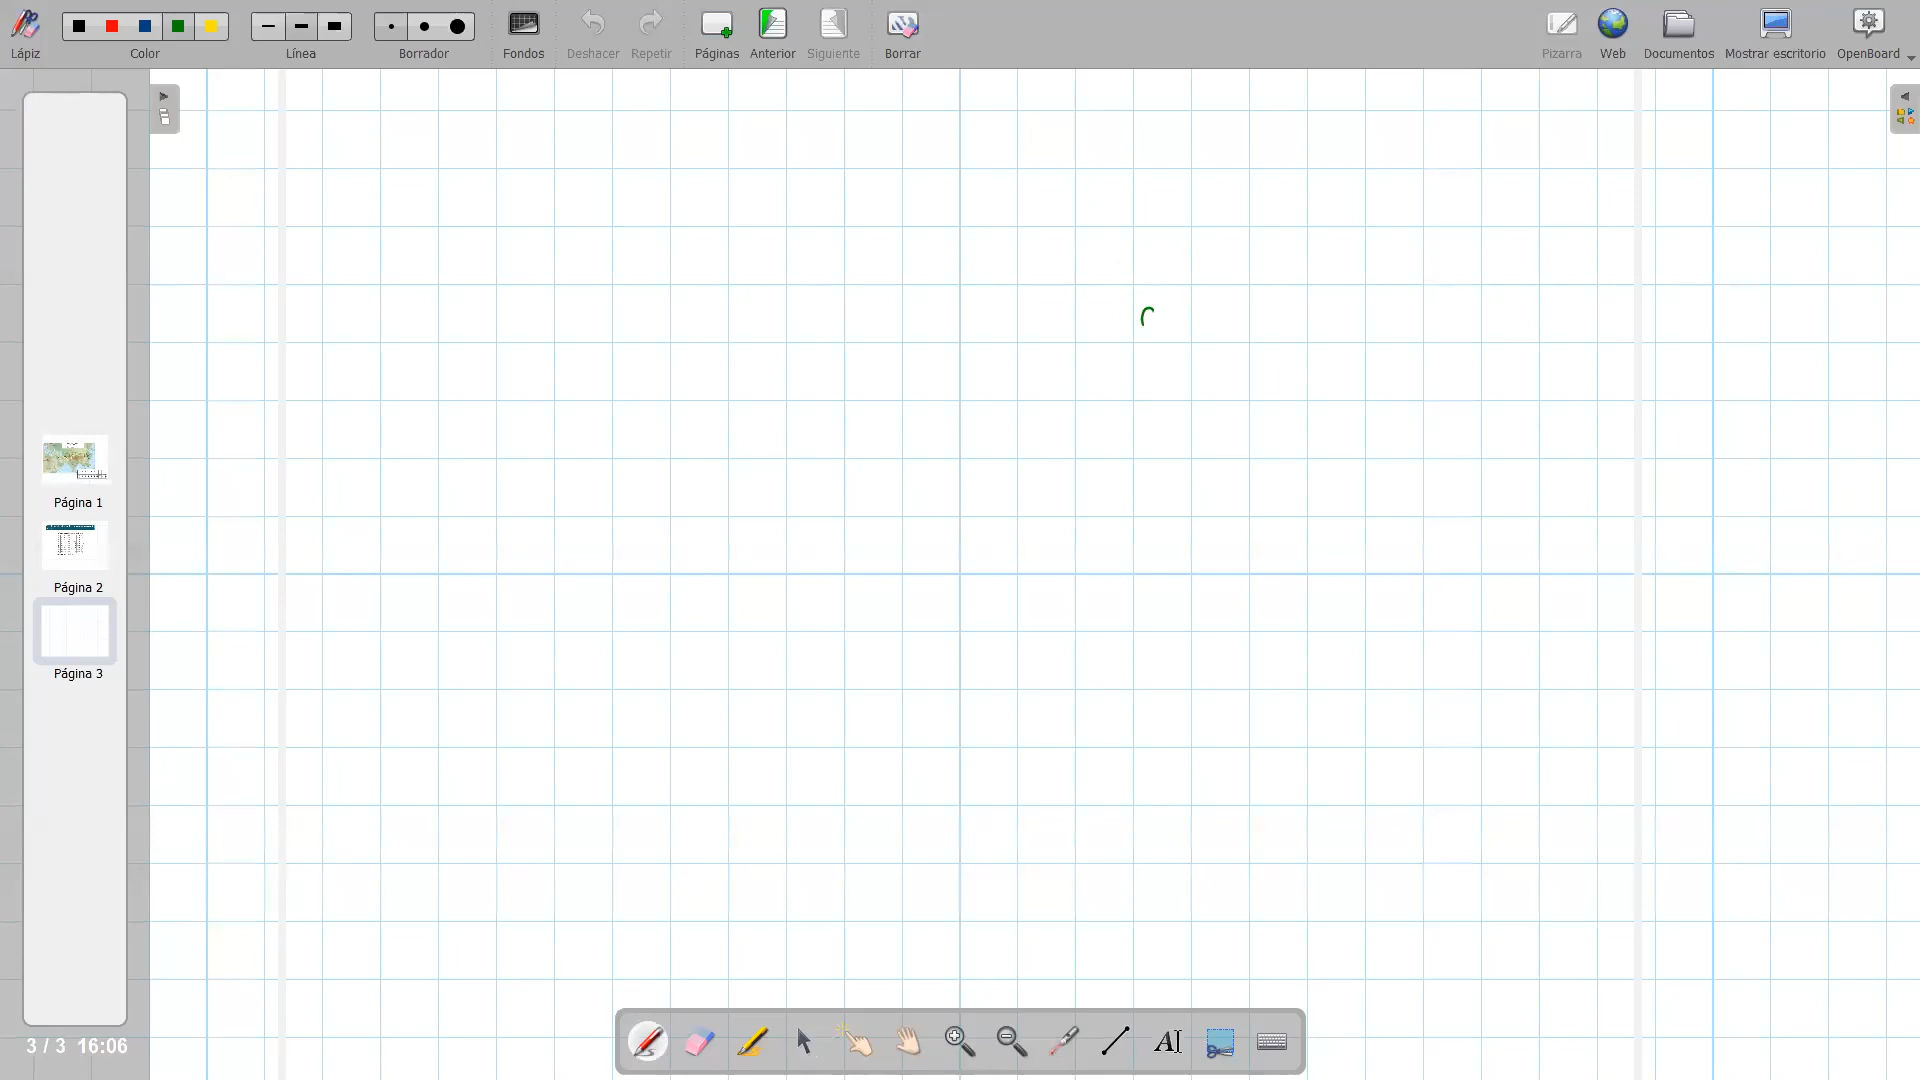 Lápiz
Color
Línea
Borrador
Fondos
Deshacer
Repetir
Páginas
Anterior
Siguiente
Borrar
Pizarra
Web
Documentos
Mostrar escritorio
OpenBoard
Página 1
Página 2
Página 3
3 / 3 16:06